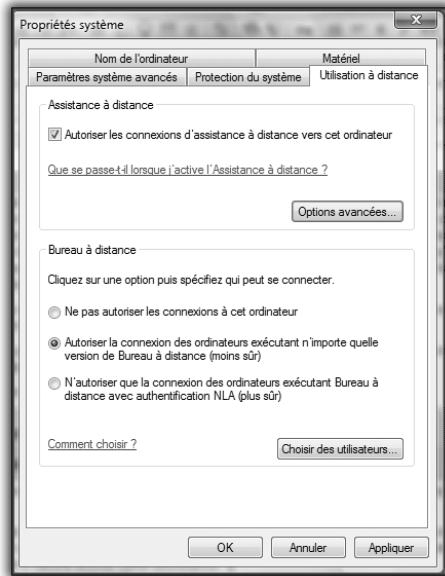 Propriétés système
Nom de l'ordinateur
Matériel
Paramètres système avancés
Protection du système
Utilisation à distance
Assistance à distance
Autoriser les connexions d'assistance à distance vers cet ordinateur
Que se passe-t-il lorsque j'active l'Assistance à distance ?
Options avancées...
Bureau à distance
Cliquez sur une option puis spécifiez qui peut se connecter.
Ne pas autoriser les connexions à cet ordinateur
Autoriser la connexion des ordinateurs exécutant n'importe quelle
version de Bureau à distance (moins sûr)
N'autoriser que la connexion des ordinateurs exécutant Bureau à
distance avec authentification NLA (plus sûr)
Comment choisir ?
Choisir des utilisateurs...
OK
Annuler
Appliquer